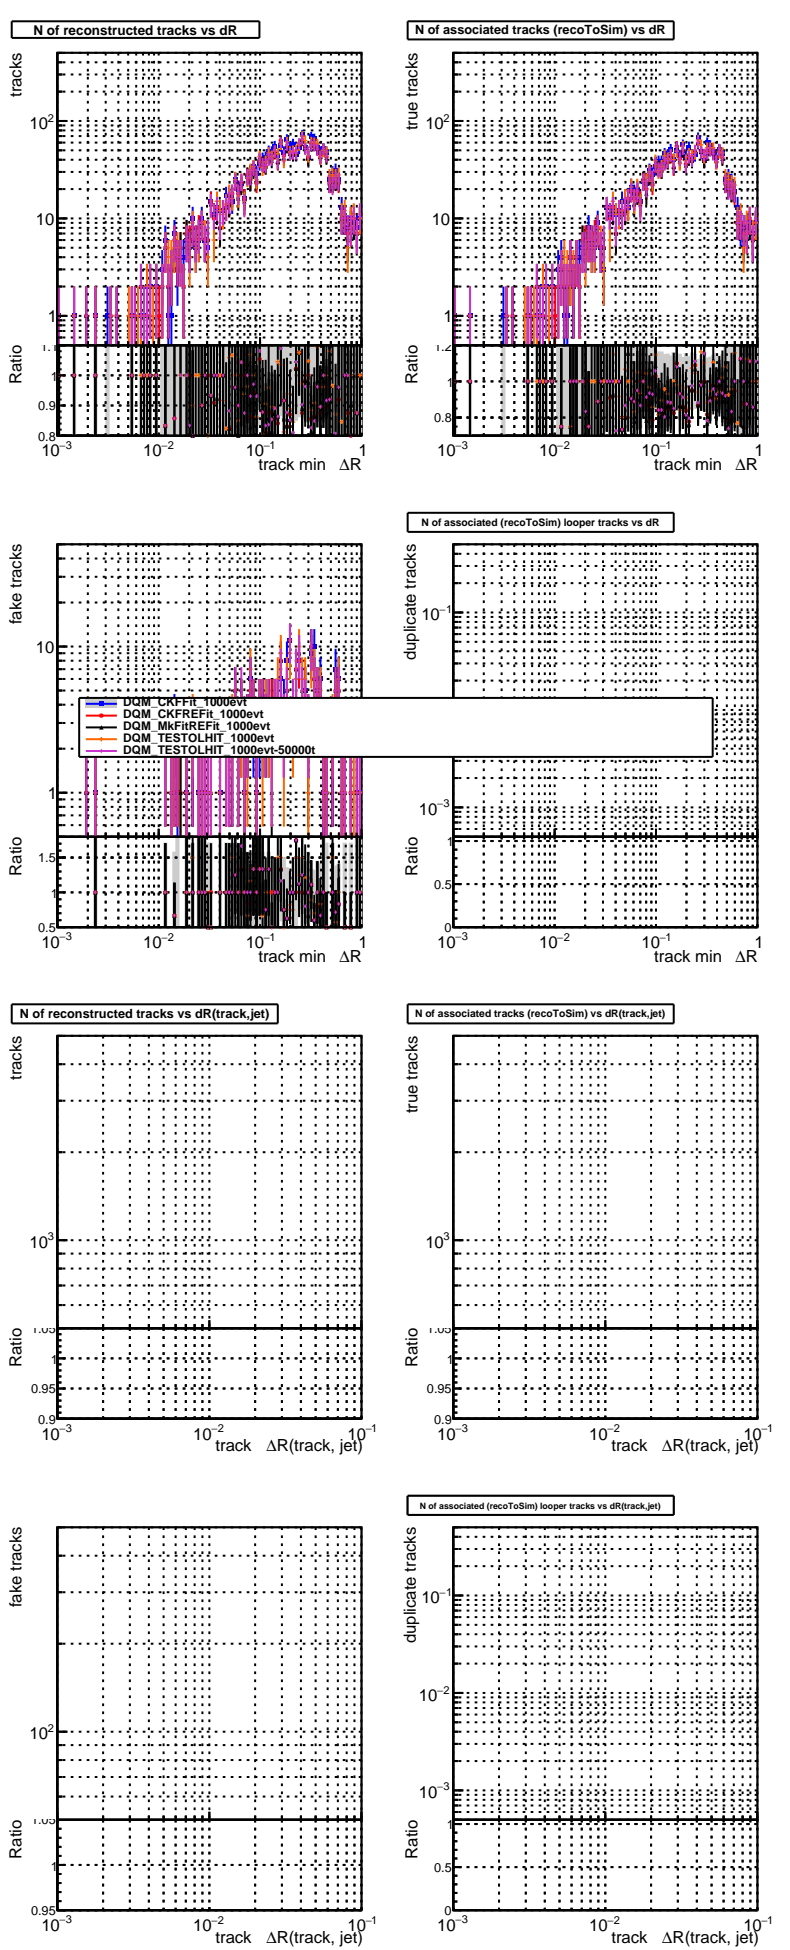 N of reconstructed tracks vs dR
tracks
10²
10
1
Ratio
1
0.9
0.8
10⁻³ 10⁻² 10⁻¹ 1
track min ΔR
N of associated tracks (recoToSim) vs dR
true tracks
10²
10
1
Ratio
1.2
1
0.8
10⁻³ 10⁻² 10⁻¹ 1
track min ΔR
fake tracks
10
1
Ratio
1.5
1
0.5
10⁻³ 10⁻² 10⁻¹ 1
track min ΔR
N of associated (recoToSim) looper tracks vs dR
duplicate tracks
10⁻¹
10⁻³
Ratio
1
0.5
0
10⁻³ 10⁻² 10⁻¹ 1
track min ΔR
DQM_CKFFit_1000evt
DQM_CKFREFit_1000evt
DQM_MkFitREFit_1000evt
DQM_TESTOLHIT_1000evt
DQM_TESTOLHIT_1000evt-50000t
N of reconstructed tracks vs dR(track,jet)
tracks
10³
Ratio
1.05
1
0.95
0.9
10⁻³ 10⁻² 10⁻¹
track ΔR(track, jet)
N of associated tracks (recoToSim) vs dR(track,jet)
true tracks
10³
Ratio
1.05
1
0.95
0.9
10⁻³ 10⁻² 10⁻¹
track ΔR(track, jet)
fake tracks
10²
Ratio
1.05
1
0.95
10⁻³ 10⁻² 10⁻¹
track ΔR(track, jet)
N of associated (recoToSim) looper tracks vs dR(track,jet)
duplicate tracks
10⁻¹
10⁻²
10⁻³
Ratio
1
0.5
0
10⁻³ 10⁻² 10⁻¹
track ΔR(track, jet)